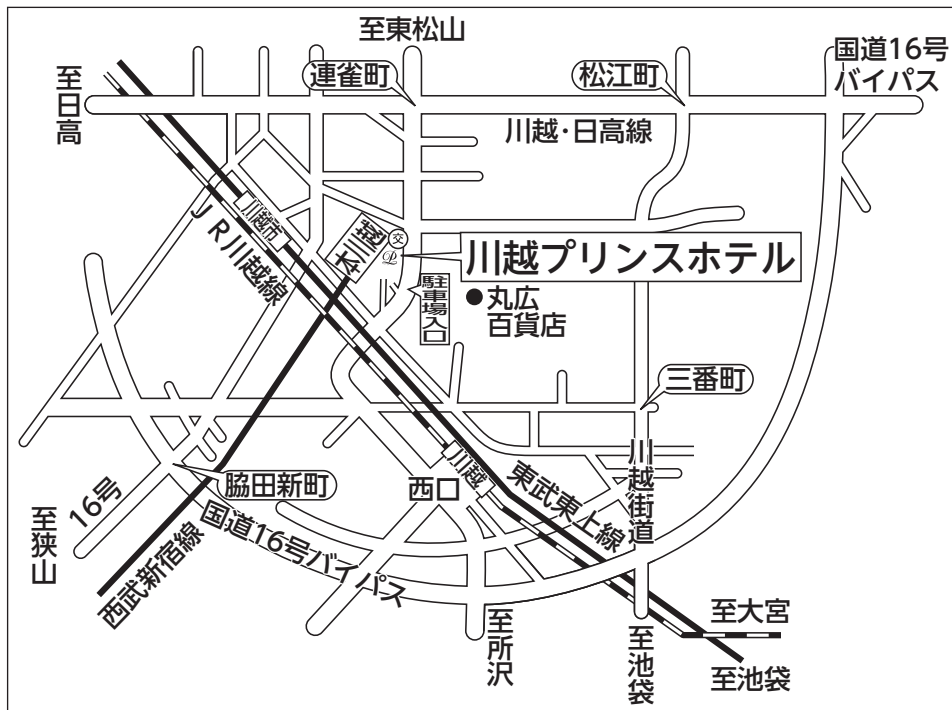 至東松山
国道16号
バイパス
至日高
連雀町
松江町
川越・日高線
川越市
本川越
交
P
川越プリンスホテル
JR川越線
駐車場入口
丸広
百貨店
三番町
川越
西口
東武東上線
川越街道
脇田新町
16号
国道16号バイパス
至狭山
西武新宿線
至所沢
至池袋
至大宮
至池袋